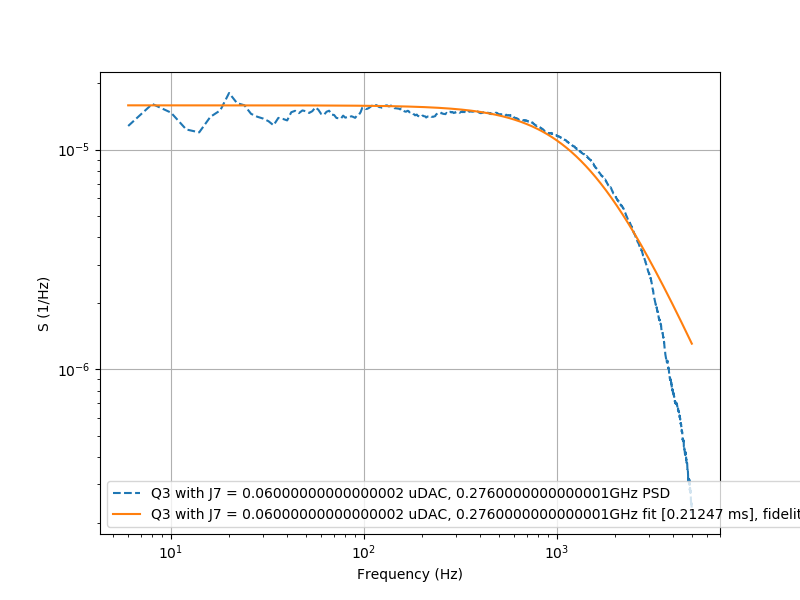 S (1/Hz)
10⁻⁵
10⁻⁶
Q3 with J7 = 0.06000000000000002 uDAC, 0.2760000000000001GHz PSD
Q3 with J7 = 0.06000000000000002 uDAC, 0.2760000000000001GHz fit [0.21247 ms], fidelit
10¹ 10² 10³
Frequency (Hz)